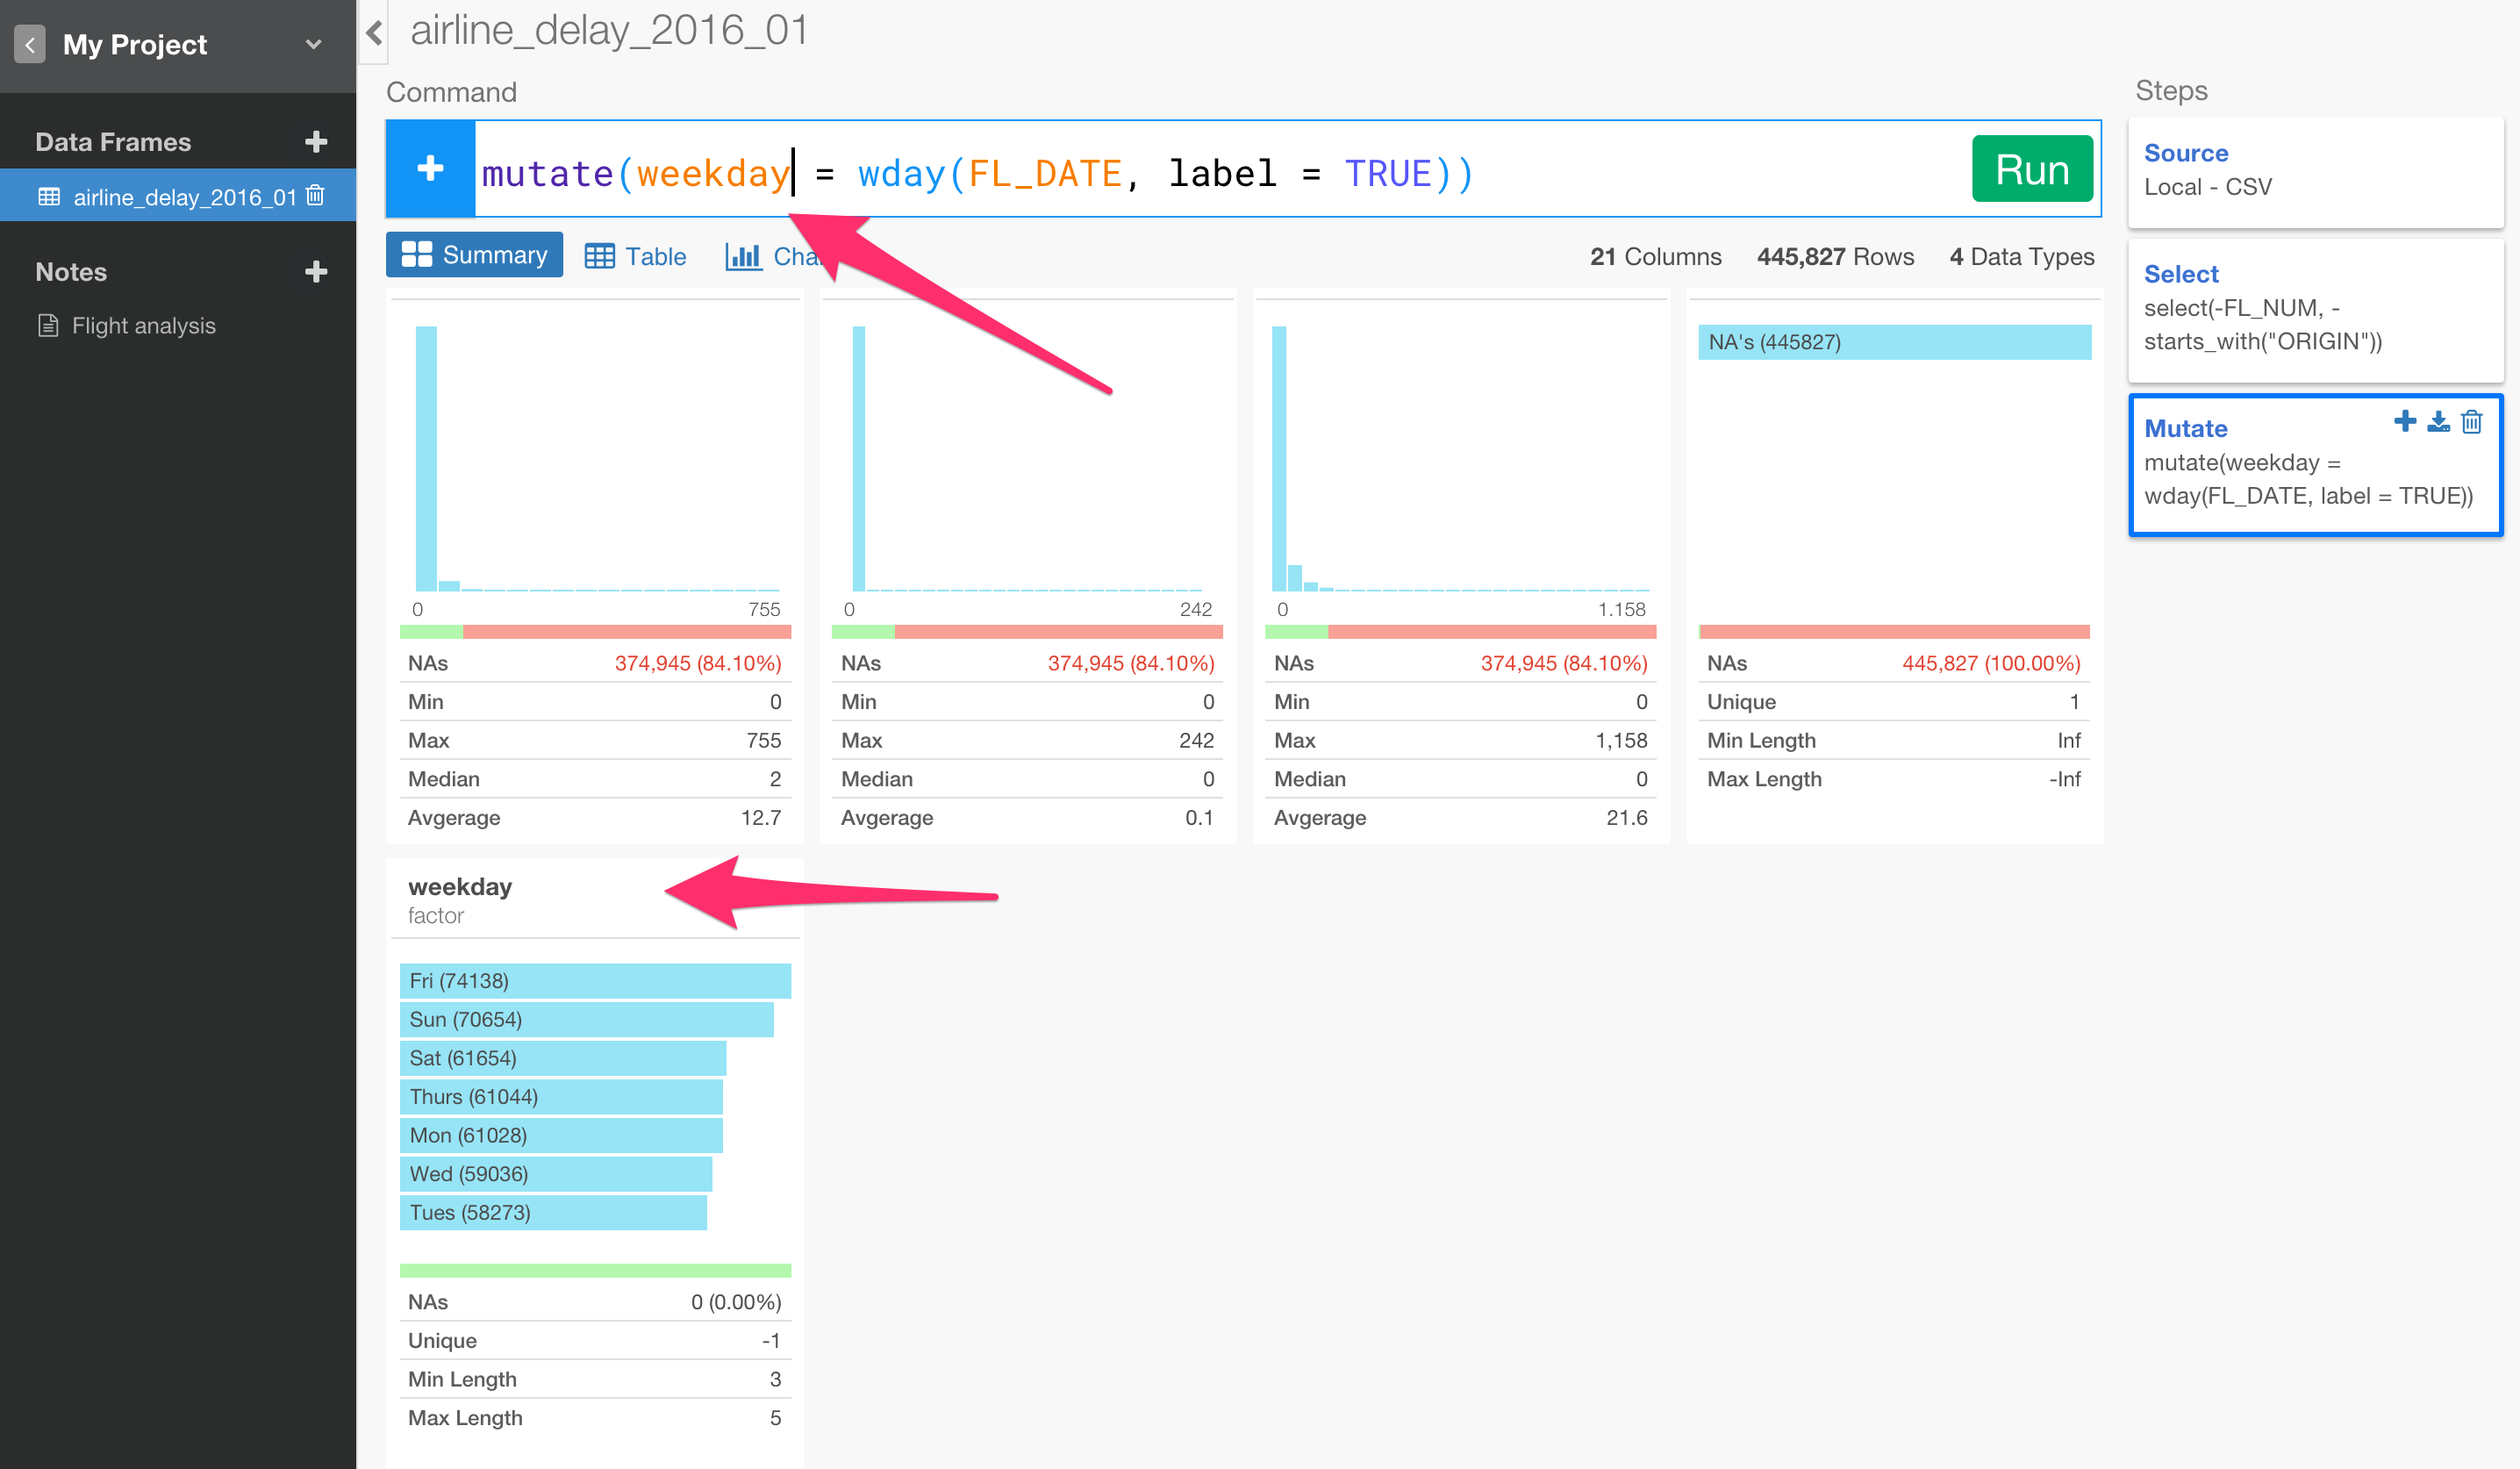 My Project
Data Frames
airline_delay_2016_01
Notes
Flight analysis
airline_delay_2016_01
Command
mutate(weekday = wday(FL_DATE, label = TRUE))
Run
Summary
Table
21 Columns
445,827 Rows
4 Data Types
0
755
NAs
374,945 (84.10%)
Min
0
Max
755
Median
2
Avgerage
12.7
0
242
NAs
374,945 (84.10%)
Min
0
Max
242
Median
0
Avgerage
0.1
0
1.158
NAs
374,945 (84.10%)
Min
0
Max
1,158
Median
0
Avgerage
21.6
NA's (445827)
NAs
445,827 (100.00%)
Unique
1
Min Length
Inf
Max Length
-Inf
weekday
factor
Fri (74138)
Sun (70654)
Sat (61654)
Thurs (61044)
Mon (61028)
Wed (59036)
Tues (58273)
NAs
0 (0.00%)
Unique
-1
Min Length
3
Max Length
5
Steps
Source
Local - CSV
Select
select(-FL_NUM, -
starts_with("ORIGIN"))
Mutate
mutate(weekday =
wday(FL_DATE, label = TRUE))